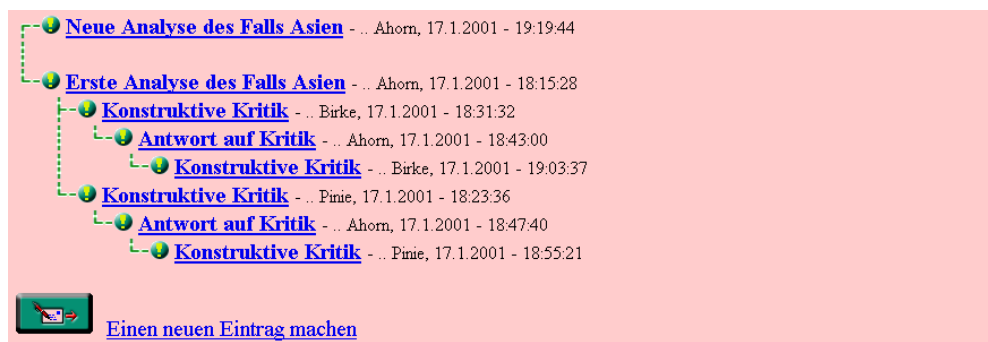 Neue Analyse des Falls Asien - .. Ahorn, 17.1.2001 - 19:19:44
Erste Analyse des Falls Asien - .. Ahorn, 17.1.2001 - 18:15:28
Konstruktive Kritik - .. Birke, 17.1.2001 - 18:31:32
Antwort auf Kritik - .. Ahorn, 17.1.2001 - 18:43:00
Konstruktive Kritik - .. Birke, 17.1.2001 - 19:03:37
Konstruktive Kritik - .. Pinie, 17.1.2001 - 18:23:36
Antwort auf Kritik - .. Ahorn, 17.1.2001 - 18:47:40
Konstruktive Kritik - .. Pinie, 17.1.2001 - 18:55:21
Einen neuen Eintrag machen